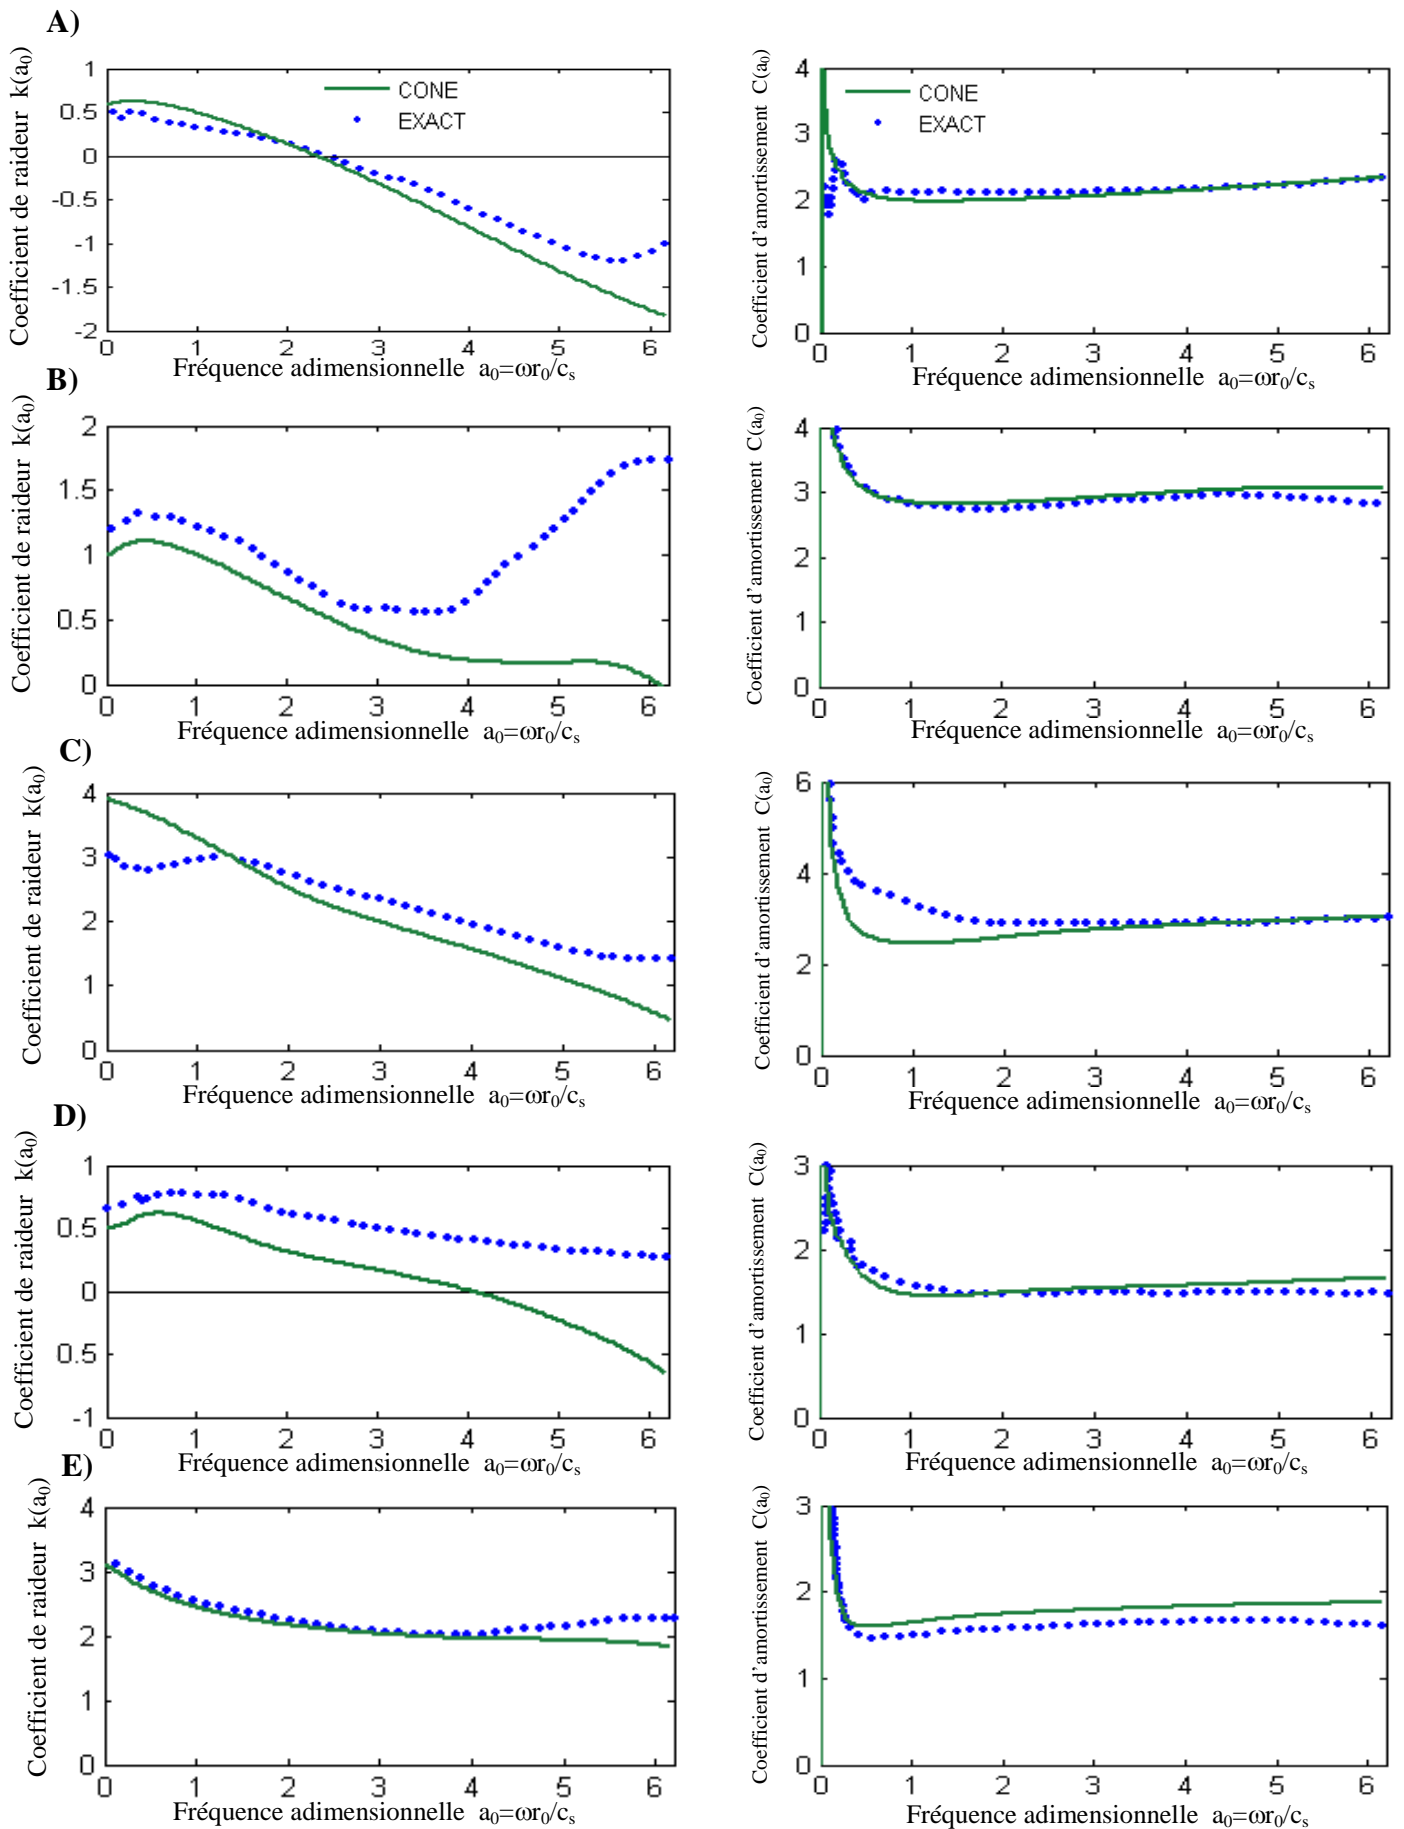 A)
Coefficient de raideur k(a0)
1
0.5
0
-0.5
-1
-1.5
-2
CONE
EXACT
0 1 2 3 4 5 6
Fréquence adimensionnelle a0=ωr0/cs
Coefficient d'amortissement C(a0)
4
3
2
1
0
CONE
EXACT
0 1 2 3 4 5 6
Fréquence adimensionnelle a0=ωr0/cs
B)
Coefficient de raideur k(a0)
2
1.5
1
0.5
0
0 1 2 3 4 5 6
Fréquence adimensionnelle a0=ωr0/cs
Coefficient d'amortissement C(a0)
4
3
2
1
0
0 1 2 3 4 5 6
Fréquence adimensionnelle a0=ωr0/cs
C)
Coefficient de raideur k(a0)
4
3
2
1
0
0 1 2 3 4 5 6
Fréquence adimensionnelle a0=ωr0/cs
Coefficient d'amortissement C(a0)
6
4
2
0
0 1 2 3 4 5 6
Fréquence adimensionnelle a0=ωr0/cs
D)
Coefficient de raideur k(a0)
1
0.5
0
0.5
-1
0 1 2 3 4 5 6
Fréquence adimensionnelle a0=ωr0/cs
Coefficient d'amortissement C(a0)
3
2
1
0
0 1 2 3 4 5 6
Fréquence adimensionnelle a0=ωr0/cs
E)
Coefficient de raideur k(a0)
4
3
2
1
0
0 1 2 3 4 5 6
Fréquence adimensionnelle a0=ωr0/cs
Coefficient d'amortissement C(a0)
3
2
1
0
0 1 2 3 4 5 6
Fréquence adimensionnelle a0=ωr0/cs